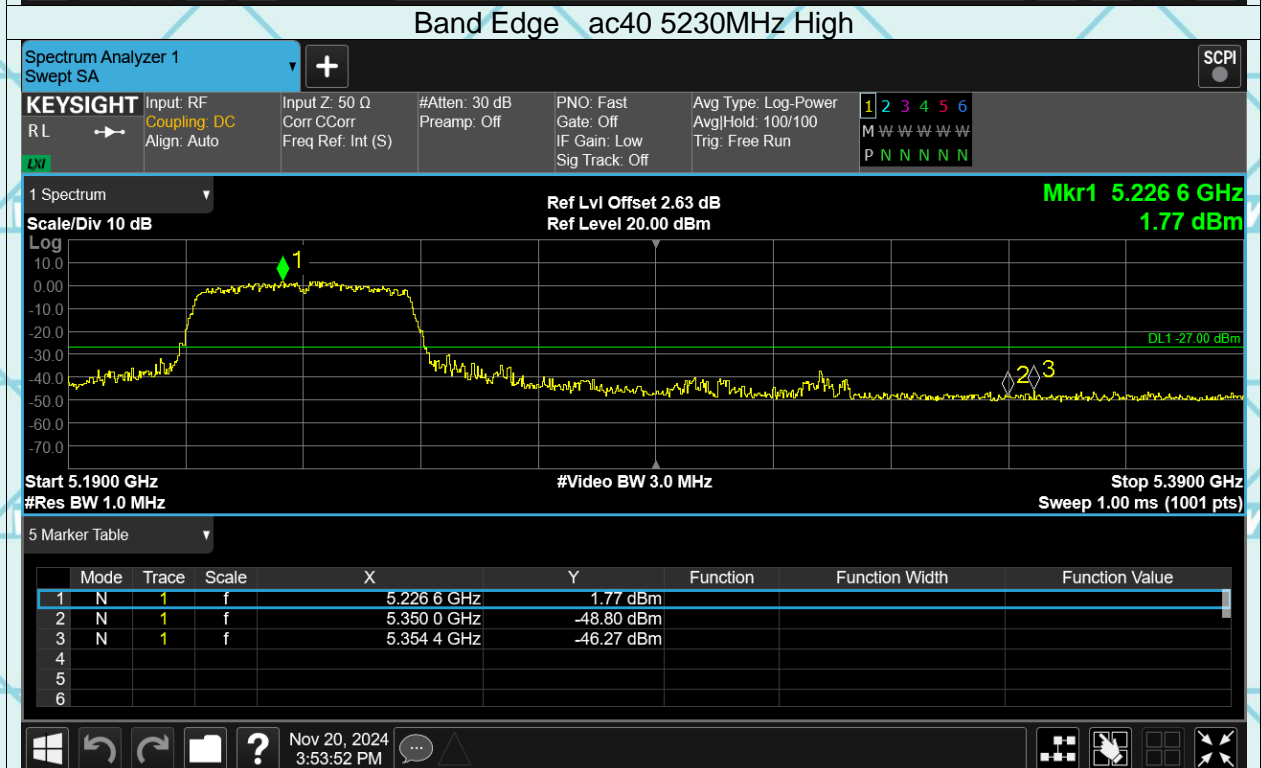 Band Edge ac40 5230MHz High
Spectrum Analyzer 1
Swept SA
+
SCPI
KEYSIGHT Input: RF Input Z: 50 Ω #Atten: 30 dB PNO: Fast Avg Type: Log-Power 1 2 3 4 5 6
R L Coupling: DC Corr CCorr Preamp: Off Gate: Off Avg|Hold: 100/100 M W W W W W
Align: Auto Freq Ref: Int (S) IF Gain: Low Trig: Free Run
LXI Sig Track: Off P N N N N N
1 Spectrum Ref Lvl Offset 2.63 dB Mkr1 5.226 6 GHz
Scale/Div 10 dB Ref Level 20.00 dBm 1.77 dBm
Log
10.0
0.00
-10.0
-20.0
-30.0
-40.0
-50.0
-60.0
-70.0
1
DL1 -27.00 dBm
2 3
Start 5.1900 GHz #Video BW 3.0 MHz Stop 5.3900 GHz
#Res BW 1.0 MHz Sweep 1.00 ms (1001 pts)
5 Marker Table
Mode Trace Scale X Y Function Function Width Function Value
1 N 1 f 5.226 6 GHz 1.77 dBm
2 N 1 f 5.350 0 GHz -48.80 dBm
3 N 1 f 5.354 4 GHz -46.27 dBm
4
5
6
? Nov 20, 2024
3:53:52 PM